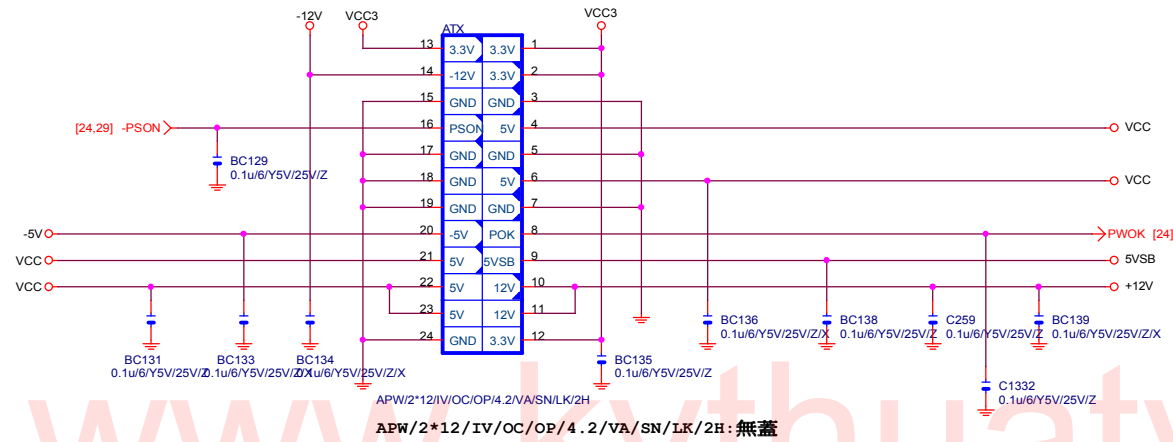 -12V VCC3 VCC3
ATX
13 3.3V 3.3V 1
14 -12V 3.3V 2
15 GND GND 3
[24,29] -PSON 16 PSON 5V 4 VCC
17 GND GND 5
BC129
0.1u/6/Y5V/25V/Z
18 GND 5V 6 VCC
19 GND GND 7
-5V 20 -5V POK 8 PWOK [24]
VCC 21 5V 5VSB 9 5VSB
VCC 22 5V 12V 10 +12V
23 5V 12V 11
24 GND 3.3V 12
BC136
0.1u/6/Y5V/25V/Z/X
BC138
0.1u/6/Y5V/25V/Z
C259
0.1u/6/Y5V/25V/Z
BC139
0.1u/6/Y5V/25V/Z/X
BC131
0.1u/6/Y5V/25V/Z
BC133
0.1u/6/Y5V/25V/Z/X
BC134
0.1u/6/Y5V/25V/Z/X
BC135
0.1u/6/Y5V/25V/Z
C1332
0.1u/6/Y5V/25V/Z
APW/2*12/IV/OC/OP/4.2/VA/SN/LK/2H
APW/2*12/IV/OC/OP/4.2/VA/SN/LK/2H:無蓋